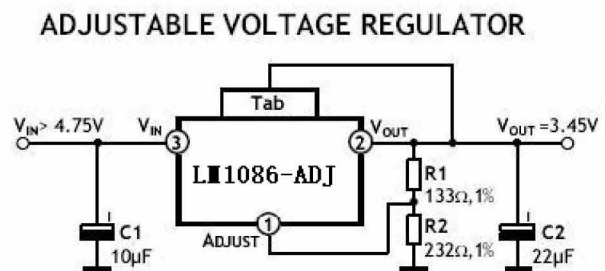 ADJUSTABLE VOLTAGE REGULATOR
Tab
VIN> 4.75V
VIN
3
2
VOUT
VOUT =3.45V
LM1086-ADJ
R1
133Ω,1%
1
ADJUST
R2
232Ω,1%
C1
10µF
C2
22µF